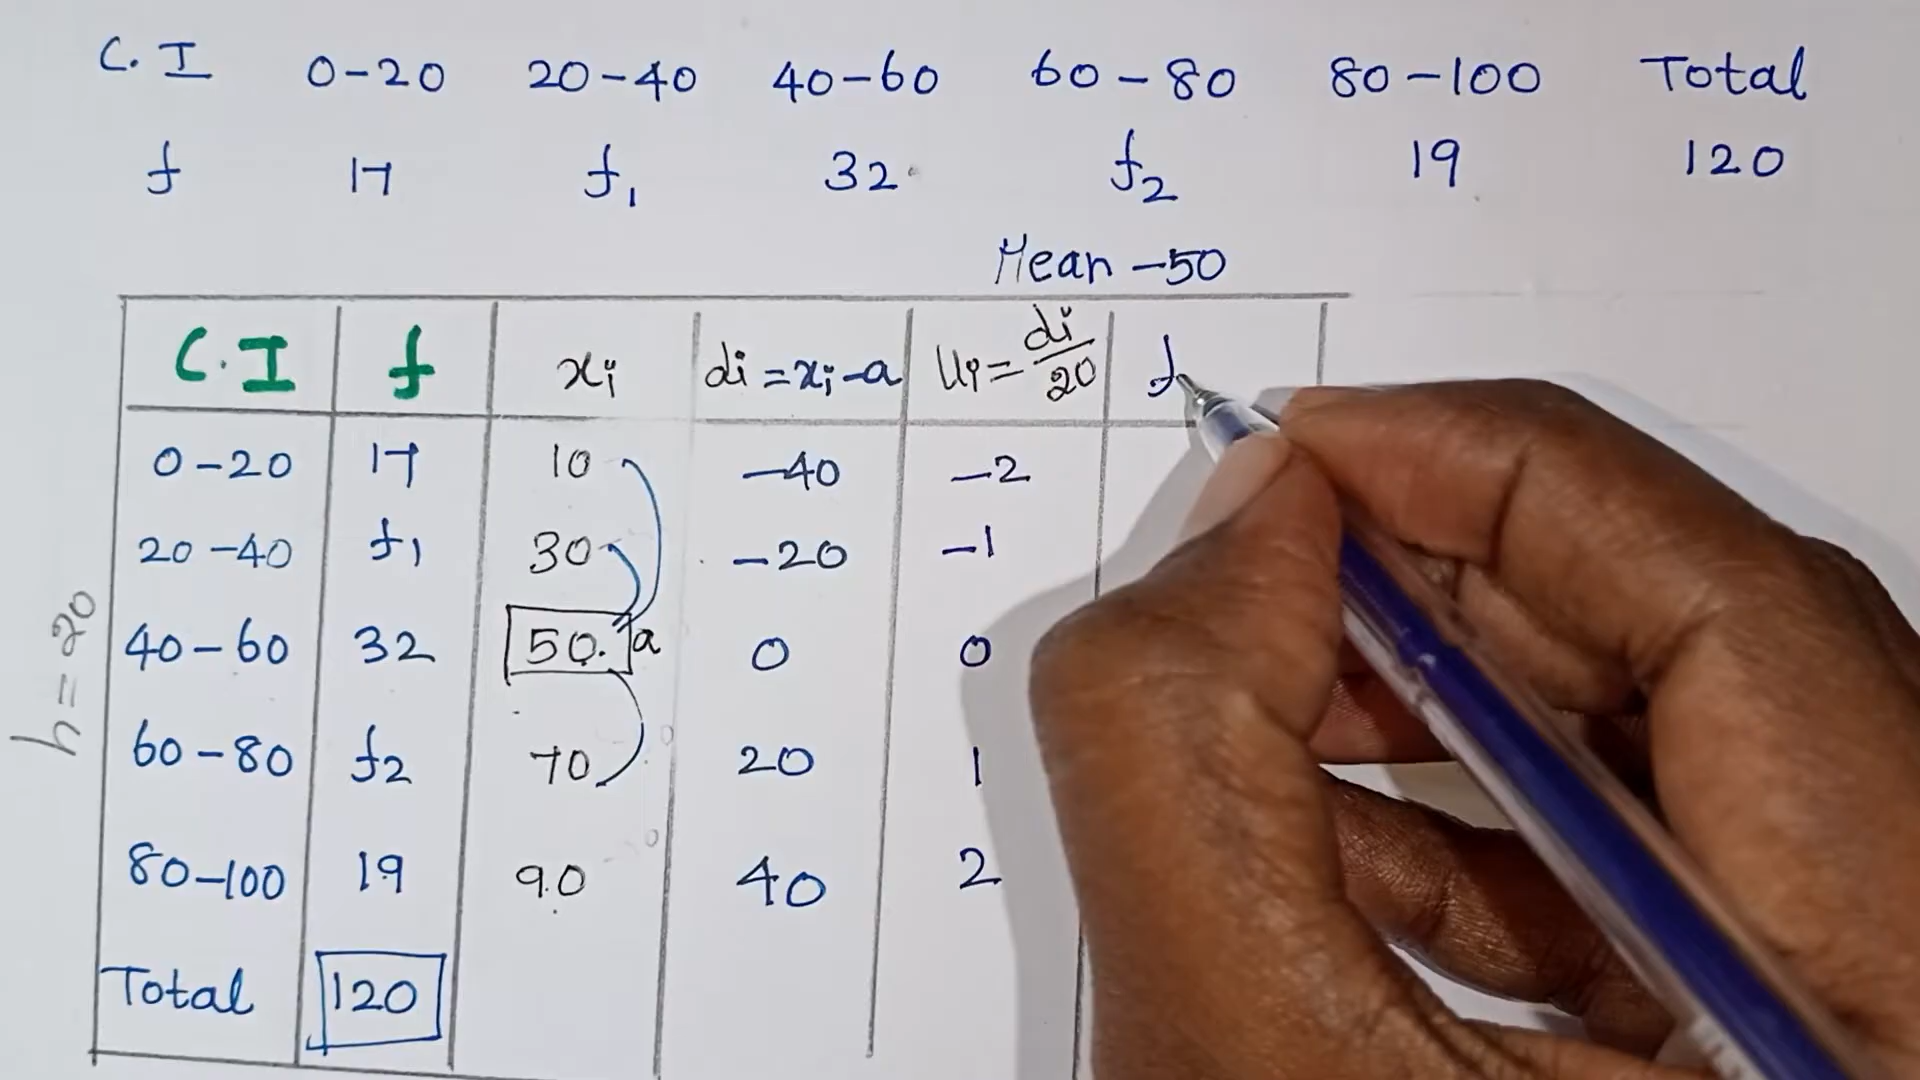 C.I 0-20 20-40 40-60 60-80 80-100 Total
f 17 f₁ 32 f₂ 19 120
Mean -50
C.I f xᵢ dᵢ=xᵢ-a uᵢ=dᵢ/20 f
0-20 17 10 -40 -2
20-40 f₁ 30 -20 -1
40-60 32 50. a 0 0
60-80 f₂ 70 20 1
80-100 19 90 40 2
Total 120
h=20